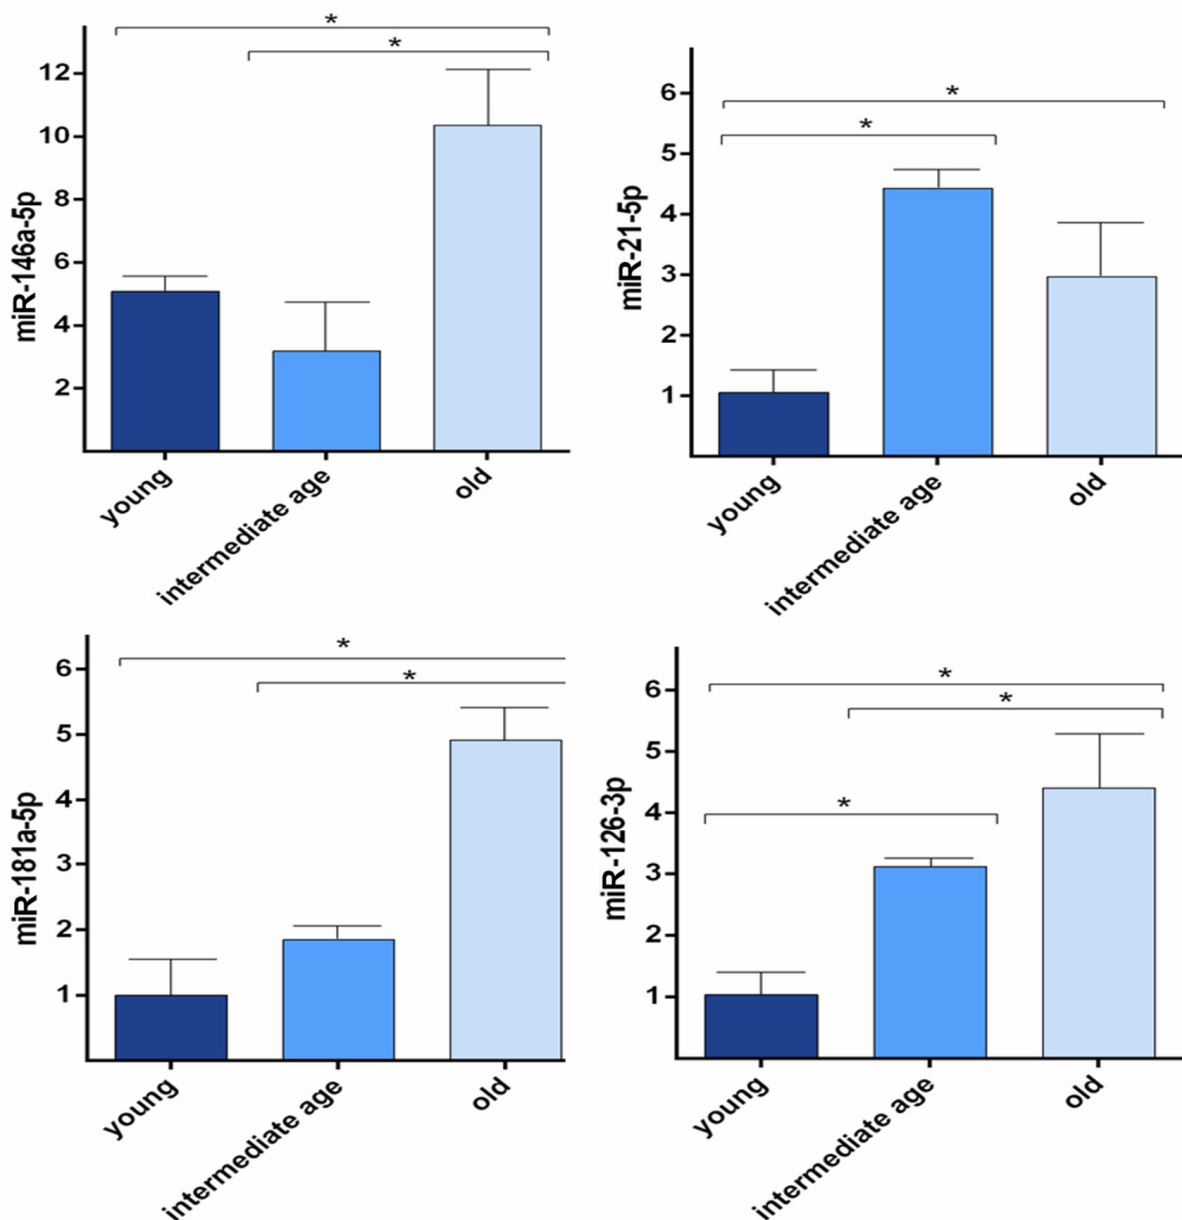 *
*
miR-146a-5p
12
10
8
6
4
2
young
intermediate age
old
*
*
miR-21-5p
6
5
4
3
2
1
young
intermediate age
old
*
*
miR-181a-5p
6
5
4
3
2
1
young
intermediate age
old
*
*
*
miR-126-3p
6
5
4
3
2
1
young
intermediate age
old